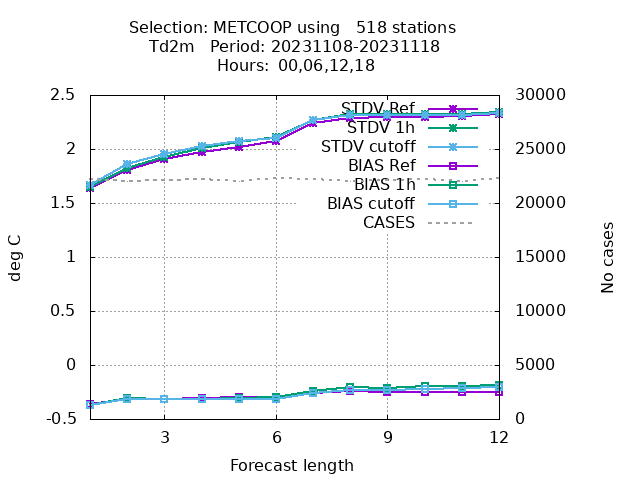 Selection: METCOOP using   518 stations
Td2m   Period: 20231108-20231118
Hours: 00,06,12,18
2.5
2
1.5
1
0.5
0
-0.5
deg C
30000
25000
20000
15000
10000
5000
0
No cases
STDV Ref
STDV 1h
STDV cutoff
BIAS Ref
BIAS 1h
BIAS cutoff
CASES
3
6
9
12
Forecast length